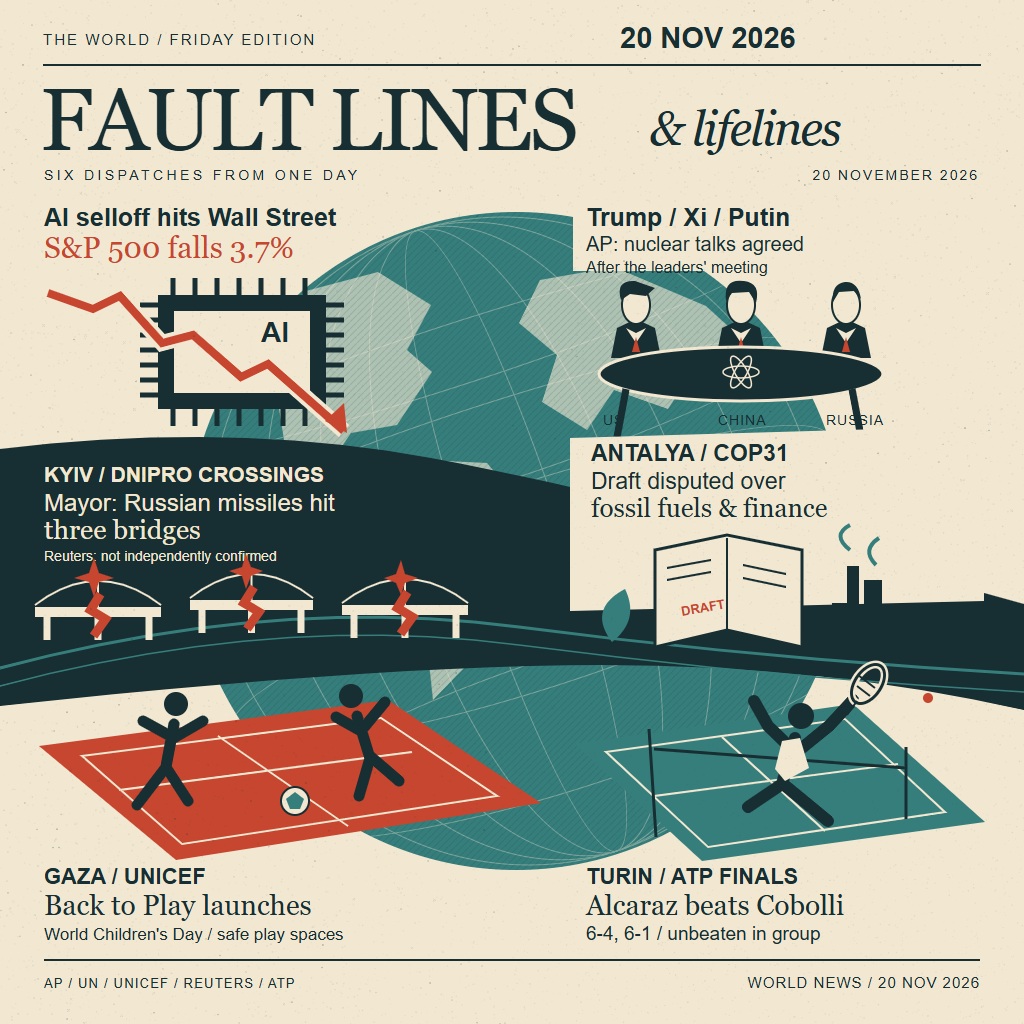 THE WORLD / FRIDAY EDITION
20 NOV 2026
FAULT LINES & lifelines
SIX DISPATCHES FROM ONE DAY
20 NOVEMBER 2026
AI selloff hits Wall Street
S&P 500 falls 3.7%
AI
Trump / Xi / Putin
AP: nuclear talks agreed
After the leaders' meeting
US
CHINA
RUSSIA
KYIV / DNIPRO CROSSINGS
Mayor: Russian missiles hit
three bridges
Reuters: not independently confirmed
ANTALYA / COP31
Draft disputed over
fossil fuels & finance
DRAFT
GAZA / UNICEF
Back to Play launches
World Children's Day / safe play spaces
TURIN / ATP FINALS
Alcaraz beats Cobolli
6-4, 6-1 / unbeaten in group
AP / UN / UNICEF / REUTERS / ATP
WORLD NEWS / 20 NOV 2026